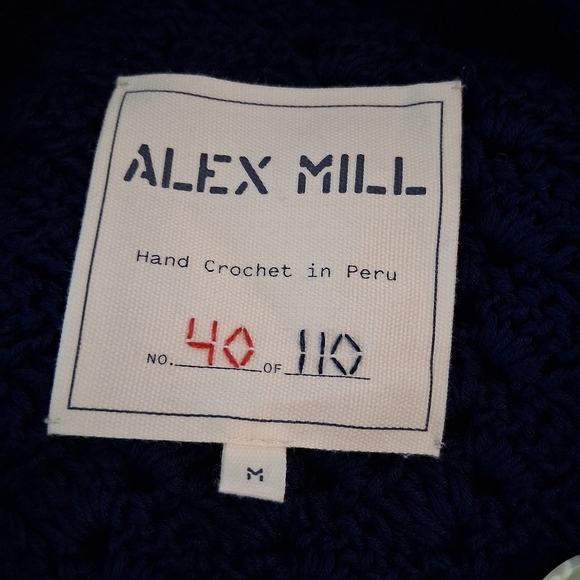 ALEX MILL
Hand Crochet in Peru
NO. 40 OF 110
M